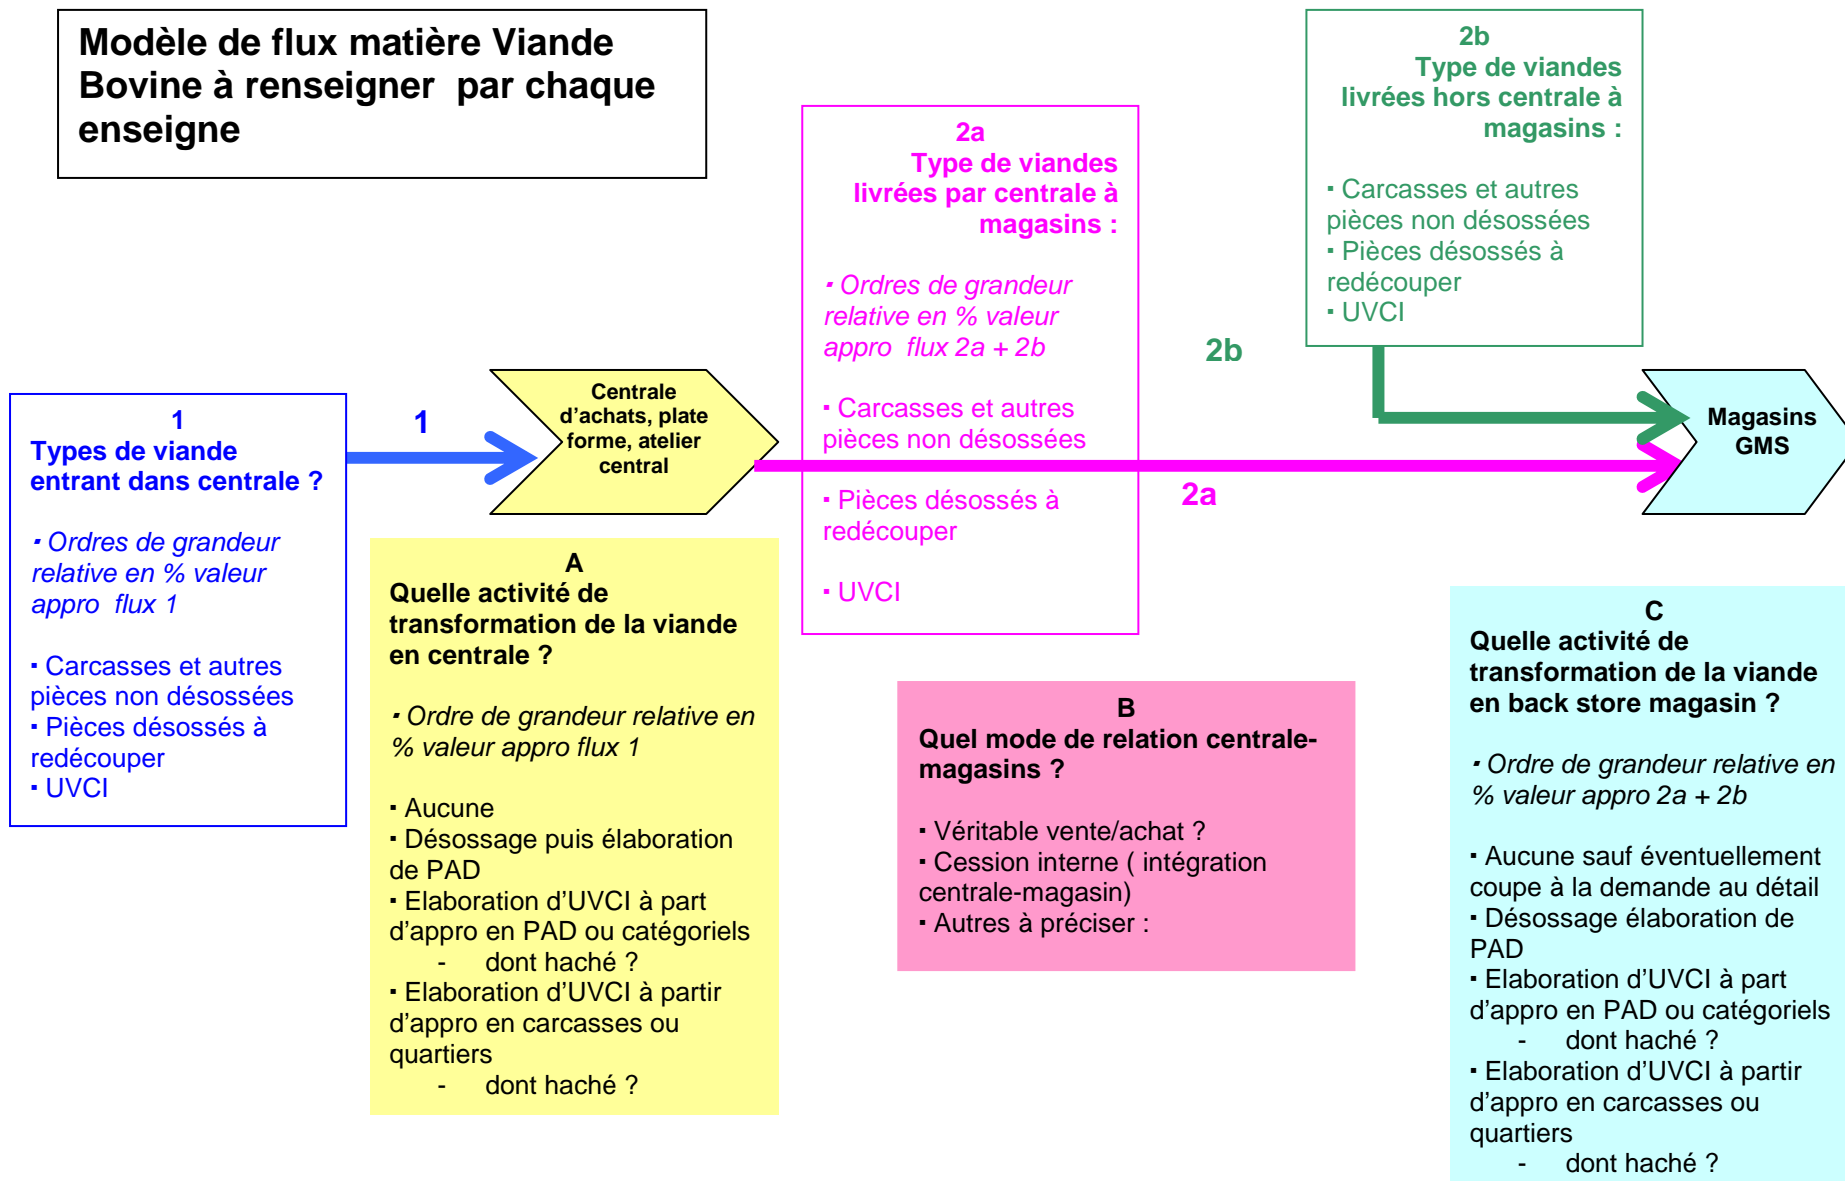 Modèle de flux matière Viande
Bovine à renseigner par chaque
enseigne
1
Types de viande
entrant dans centrale ?
▪ Ordres de grandeur
relative en % valeur
appro flux 1
▪ Carcasses et autres
pièces non désossées
▪ Pièces désossés à
redécouper
▪ UVCI
1
Centrale
d’achats, plate
forme, atelier
central
A
Quelle activité de
transformation de la viande
en centrale ?
▪ Ordre de grandeur relative en
% valeur appro flux 1
▪ Aucune
▪ Désossage puis élaboration
de PAD
▪ Elaboration d’UVCI à part
d’appro en PAD ou catégoriels
- dont haché ?
▪ Elaboration d’UVCI à partir
d’appro en carcasses ou
quartiers
- dont haché ?
2a
Type de viandes
livrées par centrale à
magasins :
▪ Ordres de grandeur
relative en % valeur
appro flux 2a + 2b
▪ Carcasses et autres
pièces non désossées
▪ Pièces désossés à
redécouper
▪ UVCI
2b
2a
B
Quel mode de relation centrale-
magasins ?
▪ Véritable vente/achat ?
▪ Cession interne ( intégration
centrale-magasin)
▪ Autres à préciser :
2b
Type de viandes
livrées hors centrale à
magasins :
▪ Carcasses et autres
pièces non désossées
▪ Pièces désossés à
redécouper
▪ UVCI
Magasins
GMS
C
Quelle activité de
transformation de la viande
en back store magasin ?
▪ Ordre de grandeur relative en
% valeur appro 2a + 2b
▪ Aucune sauf éventuellement
coupe à la demande au détail
▪ Désossage élaboration de
PAD
▪ Elaboration d’UVCI à part
d’appro en PAD ou catégoriels
- dont haché ?
▪ Elaboration d’UVCI à partir
d’appro en carcasses ou
quartiers
- dont haché ?